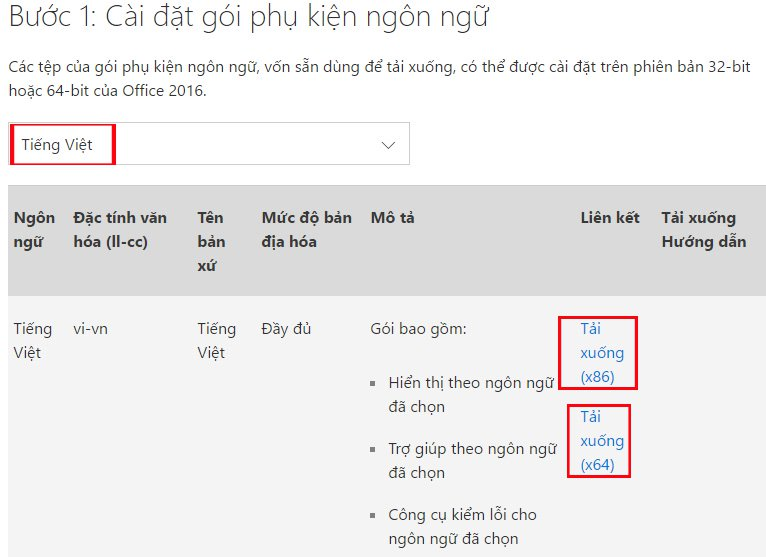 Bước 1: Cài đặt gói phụ kiện ngôn ngữ
Các tệp của gói phụ kiện ngôn ngữ, vốn sẵn dùng để tải xuống, có thể được cài đặt trên phiên bản 32-bit
hoặc 64-bit của Office 2016.
Tiếng Việt
Ngôn
ngữ
Đặc tính văn
hóa (ll-cc)
Tên
bản
xứ
Mức độ bản
địa hóa
Mô tả
Liên kết
Tải xuống
Hướng dẫn
Tiếng
Việt
vi-vn
Tiếng
Việt
Đầy đủ
Gói bao gồm:
▪ Hiển thị theo ngôn ngữ
đã chọn
▪ Trợ giúp theo ngôn ngữ
đã chọn
▪ Công cụ kiểm lỗi cho
ngôn ngữ đã chọn
Tải
xuống
(x86)
Tải
xuống
(x64)